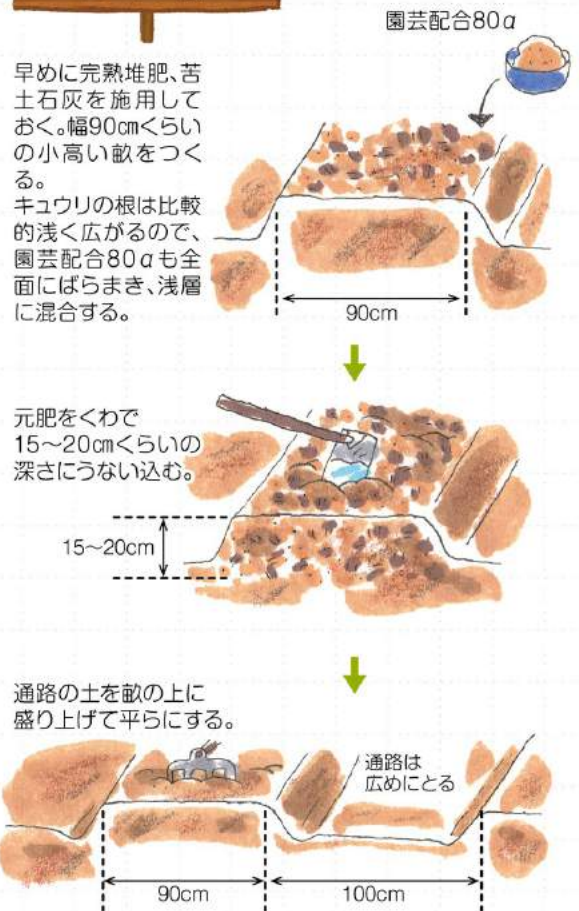 園芸配合80α
早めに完熟堆肥、苦
土石灰を施用して
おく。幅90cmくらい
の小高い畝をつく
る。
キュウリの根は比較
的浅く広がるので、
園芸配合80αも全
面にばらまき、浅層
に混合する。
90cm
元肥をくわで
15～20cmくらいの
深さにうない込む。
15～20cm
通路の土を畝の上に
盛り上げて平らにする。
通路は
広めにとる
90cm
100cm